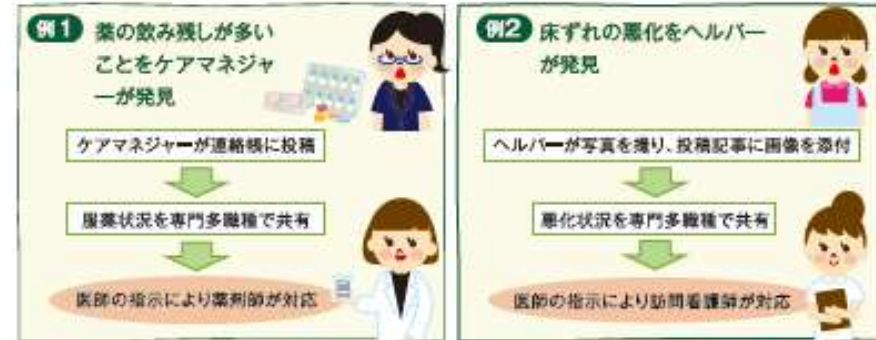 例1 薬の飲み残しが多い
ことをケアマネジャ
ーが発見
ケアマネジャーが連絡帳に投稿
服薬状況を専門多職種で共有
医師の指示により薬剤師が対応
例2 床ずれの悪化をヘルパー
が発見
ヘルパーが写真を撮り、投稿記事に画像を添付
悪化状況を専門多職種で共有
医師の指示により訪問看護師が対応